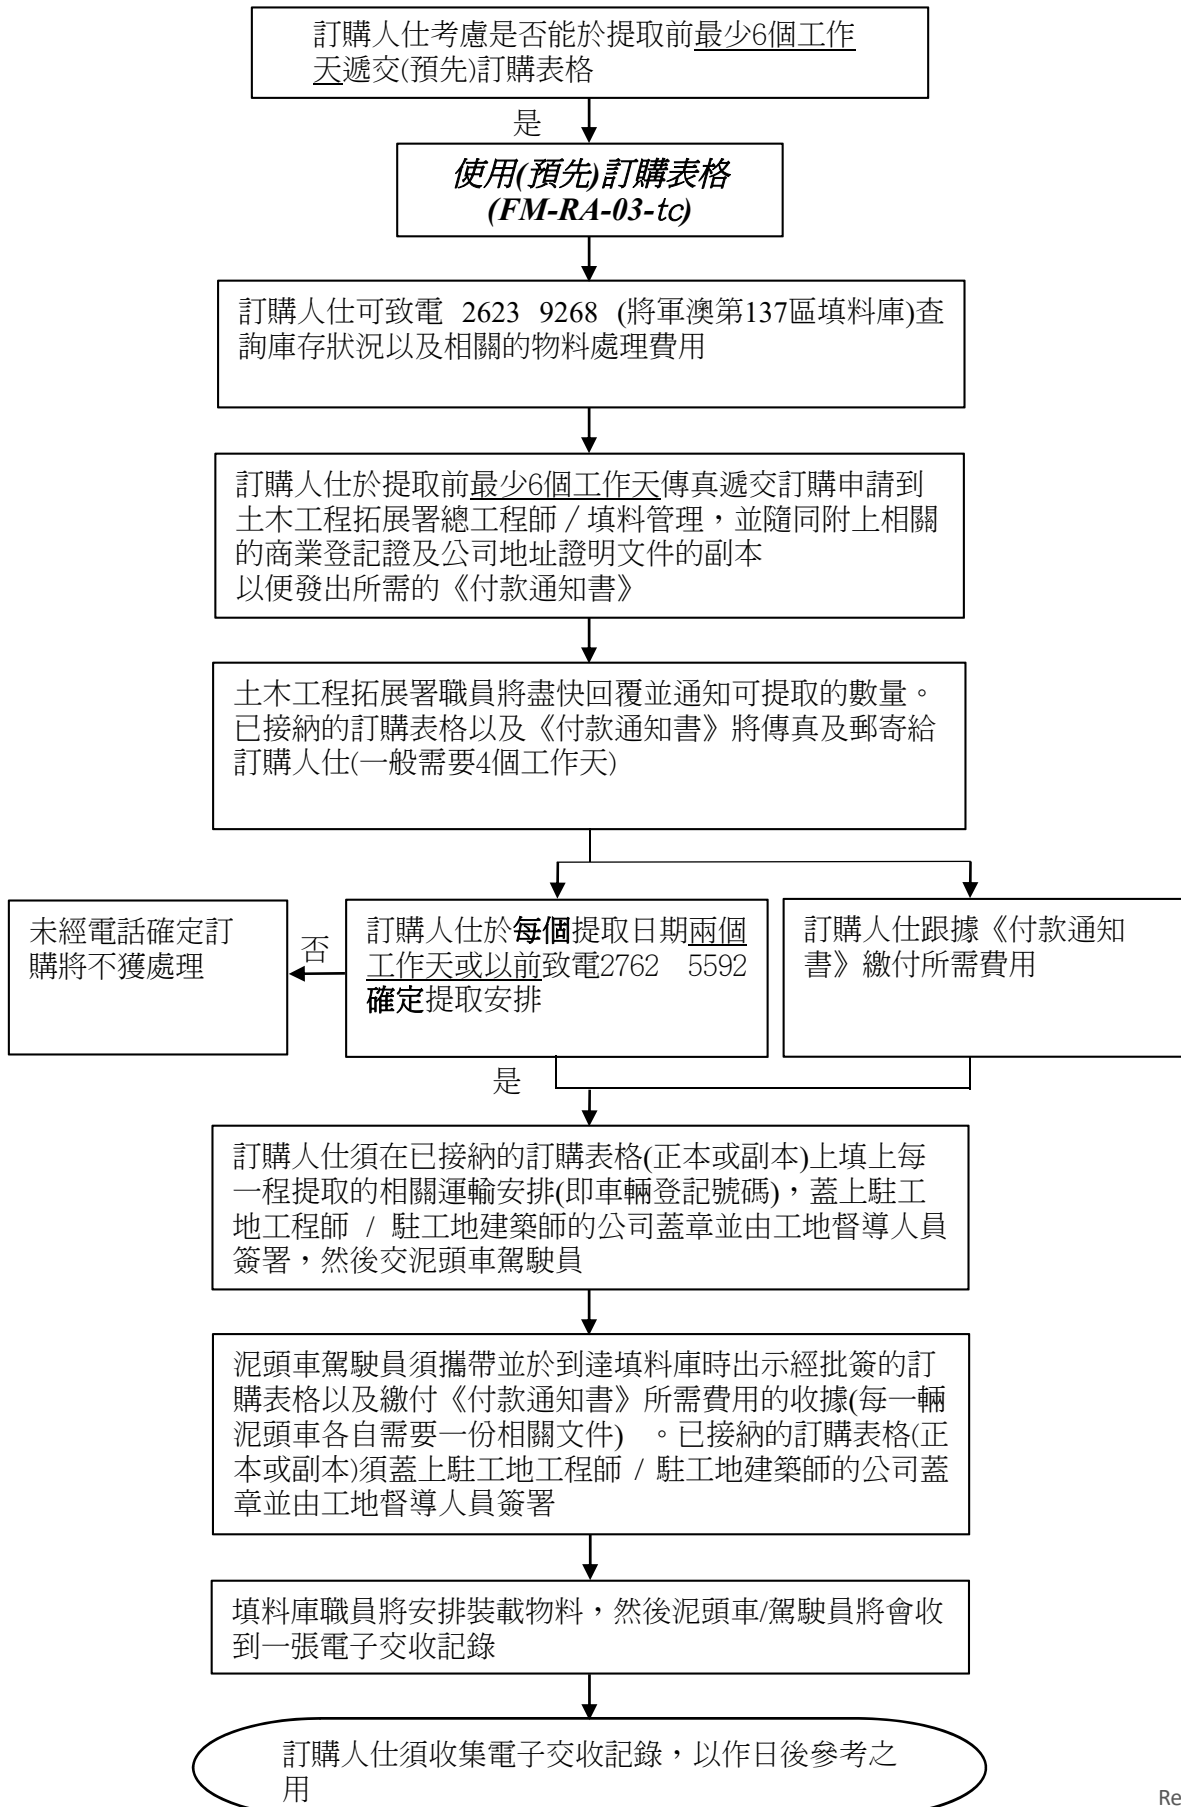 訂購人仕考慮是否能於提取前最少6個工作
天遞交(預先)訂購表格
是
使用(預先)訂購表格
(FM-RA-03-tc)
訂購人仕可致電 2623 9268 (將軍澳第137區填料庫)查
詢庫存狀況以及相關的物料處理費用
訂購人仕於提取前最少6個工作天傳真遞交訂購申請到
土木工程拓展署總工程師／填料管理，並隨同附上相關
的商業登記證及公司地址證明文件的副本
以便發出所需的《付款通知書》
土木工程拓展署職員將盡快回覆並通知可提取的數量。
已接納的訂購表格以及《付款通知書》將傳真及郵寄給
訂購人仕(一般需要4個工作天)
未經電話確定訂
購將不獲處理
否
訂購人仕於每個提取日期兩個
工作天或以前致電2762 5592
確定提取安排
訂購人仕跟據《付款通知
書》繳付所需費用
是
訂購人仕須在已接納的訂購表格(正本或副本)上填上每
一程提取的相關運輸安排(即車輛登記號碼)，蓋上駐工
地工程師 / 駐工地建築師的公司蓋章並由工地督導人員
簽署，然後交泥頭車駕駛員
泥頭車駕駛員須攜帶並於到達填料庫時出示經批簽的訂
購表格以及繳付《付款通知書》所需費用的收據(每一輛
泥頭車各自需要一份相關文件) 。已接納的訂購表格(正
本或副本)須蓋上駐工地工程師 / 駐工地建築師的公司蓋
章並由工地督導人員簽署
填料庫職員將安排裝載物料，然後泥頭車/駕駛員將會收
到一張電子交收記錄
訂購人仕須收集電子交收記錄，以作日後參考之
用
Re